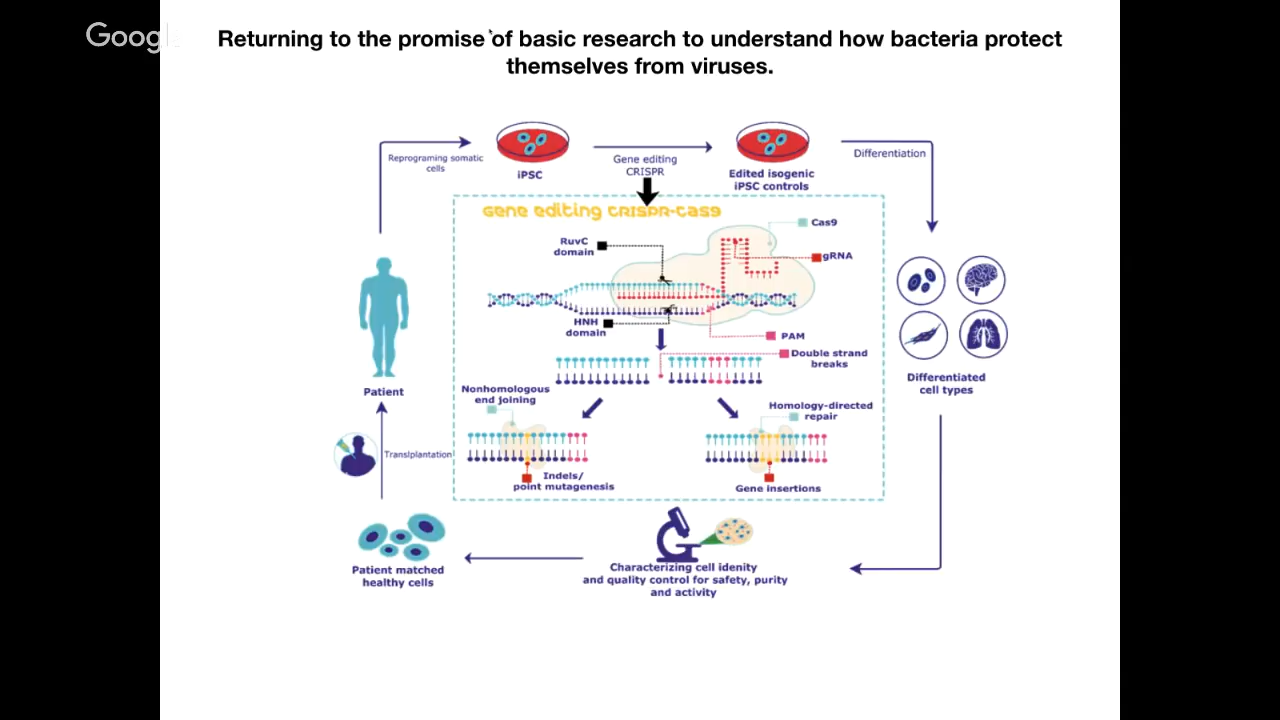 Google
Returning to the promise of basic research to understand how bacteria protect
themselves from viruses.
Reprograming somatic
cells
iPSC
Gene editing
CRISPR
Edited isogenic
iPSC controls
Differentiation
Gene editing CRISPR-Cas9
Cas9
RuvC
domain
gRNA
HNH
domain
PAM
Double strand
breaks
Nonhomologous
end joining
Homology-directed
repair
Indels/
point mutagenesis
Gene insertions
Differentiated
cell types
Patient
Translplantation
Patient matched
healthy cells
Characterizing cell idenity
and quality control for safety, purity
and activity